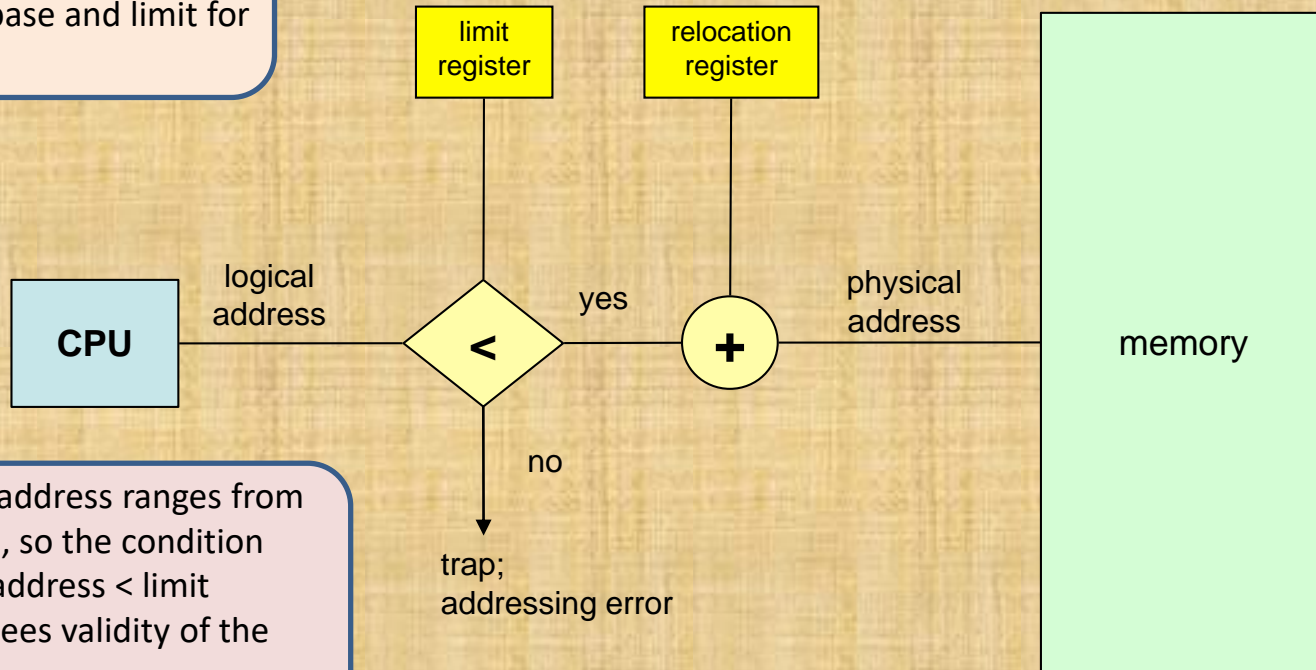 base and limit for
limit
register
relocation
register
logical
address
CPU
<
yes
+
physical
address
memory
no
trap;
addressing error
address ranges from
, so the condition
address < limit
ees validity of the